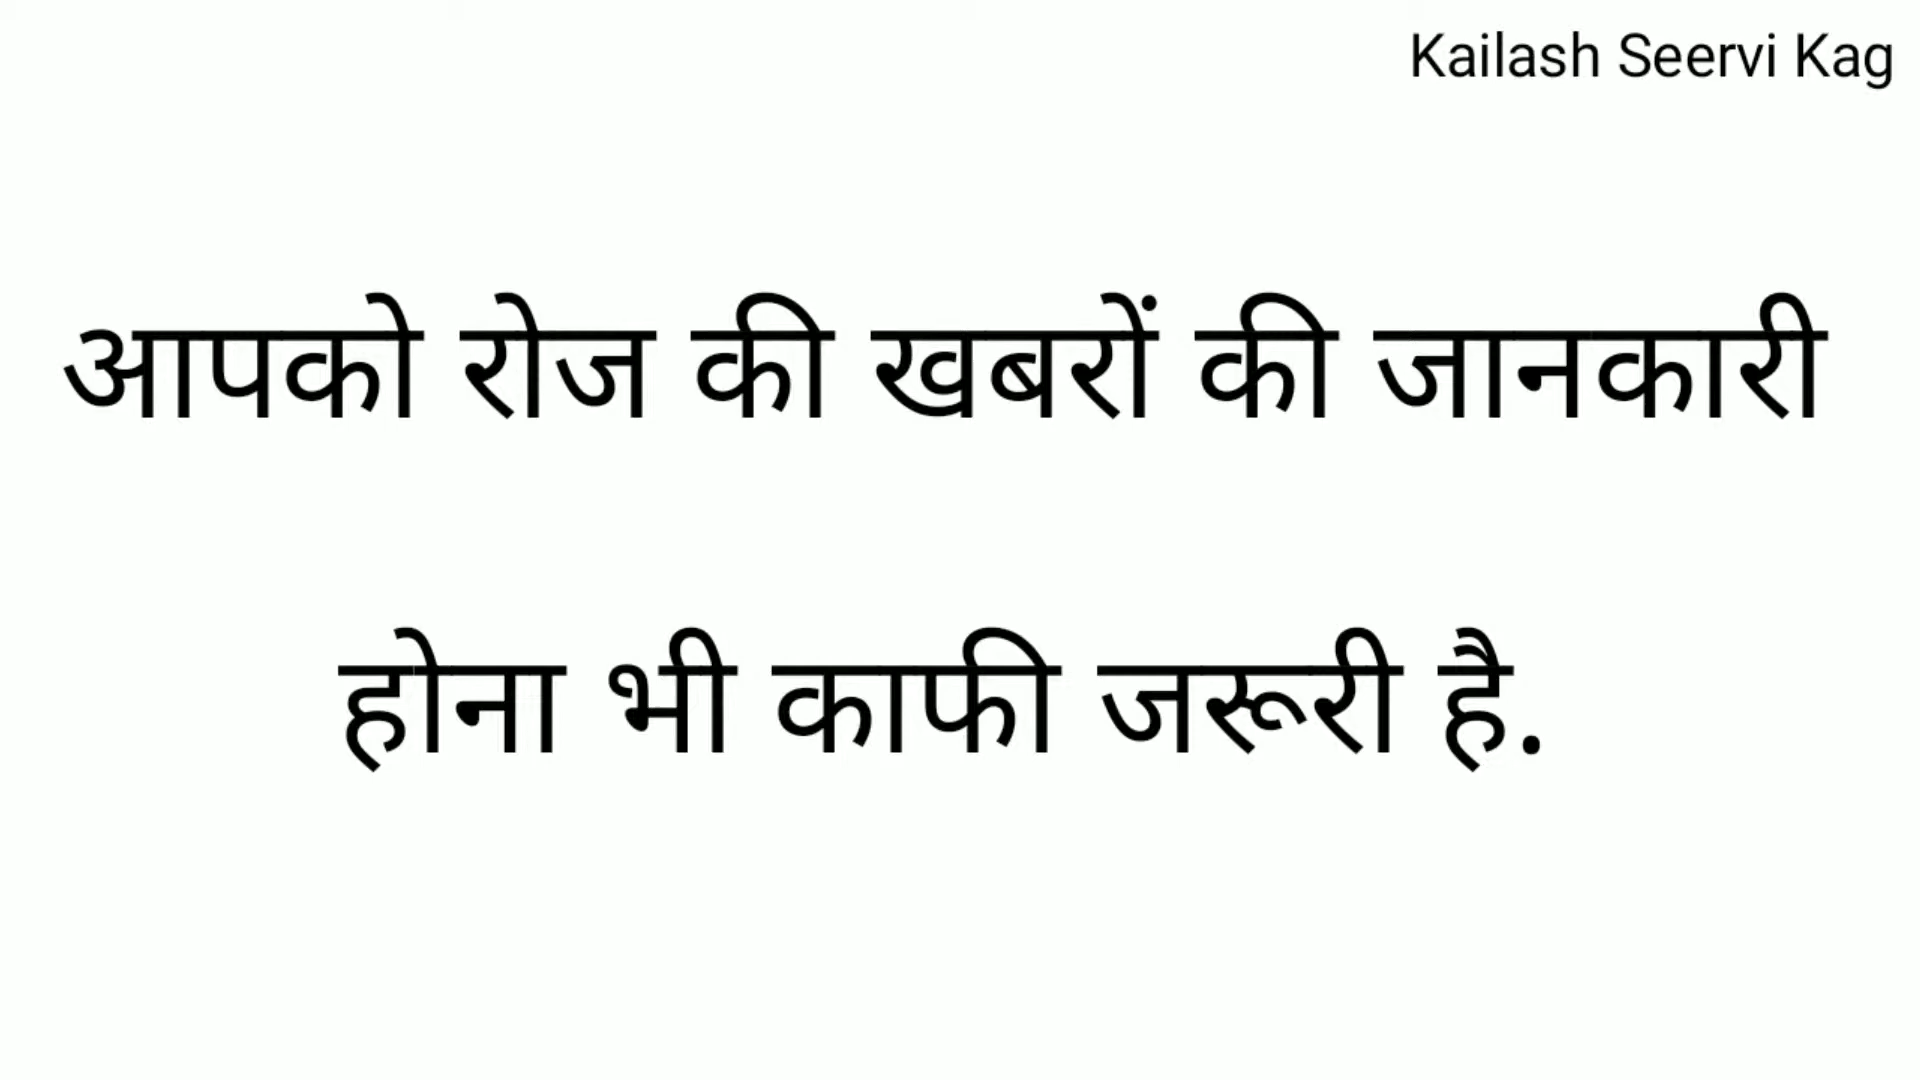 Kailash Seervi Kag
आपको रोज की खबरों की जानकारी
होना भी काफी जरूरी है.